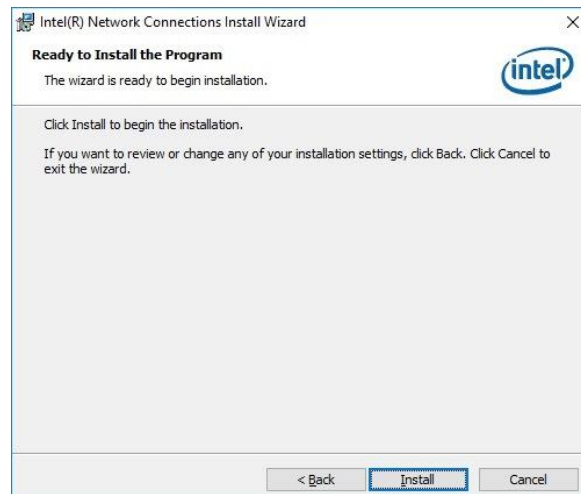 Intel(R) Network Connections Install Wizard
Ready to Install the Program
The wizard is ready to begin installation.
intel
Click Install to begin the installation.
If you want to review or change any of your installation settings, click Back. Click Cancel to
exit the wizard.
< Back
Install
Cancel